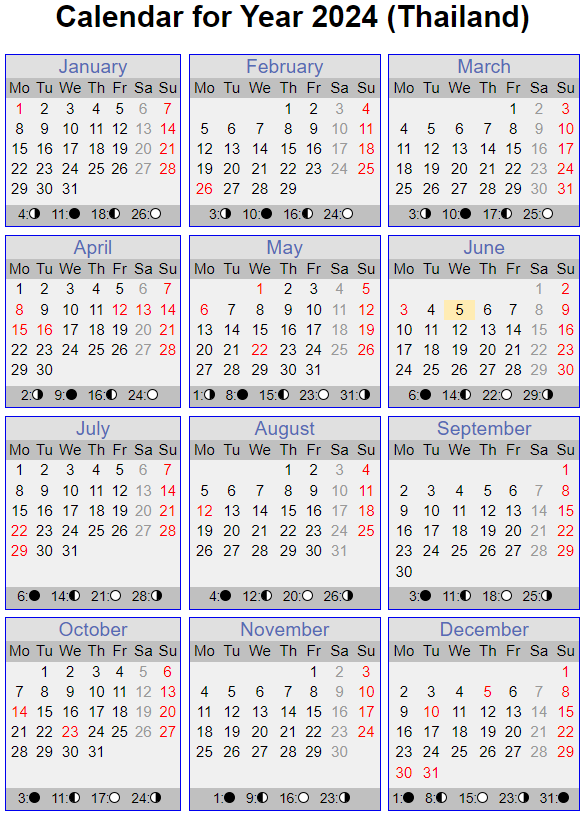 Calendar for Year 2024 (Thailand)
January
Mo Tu We Th Fr Sa Su
1 2 3 4 5 6 7
8 9 10 11 12 13 14
15 16 17 18 19 20 21
22 23 24 25 26 27 28
29 30 31
4: 11: 18: 26:
February
Mo Tu We Th Fr Sa Su
1 2 3 4
5 6 7 8 9 10 11
12 13 14 15 16 17 18
19 20 21 22 23 24 25
26 27 28 29
3: 10: 16: 24:
March
Mo Tu We Th Fr Sa Su
1 2 3
4 5 6 7 8 9 10
11 12 13 14 15 16 17
18 19 20 21 22 23 24
25 26 27 28 29 30 31
3: 10: 17: 25:
April
Mo Tu We Th Fr Sa Su
1 2 3 4 5 6 7
8 9 10 11 12 13 14
15 16 17 18 19 20 21
22 23 24 25 26 27 28
29 30
2: 9: 16: 24:
May
Mo Tu We Th Fr Sa Su
1 2 3 4 5
6 7 8 9 10 11 12
13 14 15 16 17 18 19
20 21 22 23 24 25 26
27 28 29 30 31
1: 8: 15: 23: 31:
June
Mo Tu We Th Fr Sa Su
1 2
3 4 5 6 7 8 9
10 11 12 13 14 15 16
17 18 19 20 21 22 23
24 25 26 27 28 29 30
6: 14: 22: 29:
July
Mo Tu We Th Fr Sa Su
1 2 3 4 5 6 7
8 9 10 11 12 13 14
15 16 17 18 19 20 21
22 23 24 25 26 27 28
29 30 31
6: 14: 21: 28:
August
Mo Tu We Th Fr Sa Su
1 2 3 4
5 6 7 8 9 10 11
12 13 14 15 16 17 18
19 20 21 22 23 24 25
26 27 28 29 30 31
4: 12: 20: 26:
September
Mo Tu We Th Fr Sa Su
1
2 3 4 5 6 7 8
9 10 11 12 13 14 15
16 17 18 19 20 21 22
23 24 25 26 27 28 29
30
3: 11: 18: 25:
October
Mo Tu We Th Fr Sa Su
1 2 3 4 5 6
7 8 9 10 11 12 13
14 15 16 17 18 19 20
21 22 23 24 25 26 27
28 29 30 31
3: 11: 17: 24:
November
Mo Tu We Th Fr Sa Su
1 2 3
4 5 6 7 8 9 10
11 12 13 14 15 16 17
18 19 20 21 22 23 24
25 26 27 28 29 30
1: 9: 16: 23:
December
Mo Tu We Th Fr Sa Su
1
2 3 4 5 6 7 8
9 10 11 12 13 14 15
16 17 18 19 20 21 22
23 24 25 26 27 28 29
30 31
1: 8: 15: 23: 31: